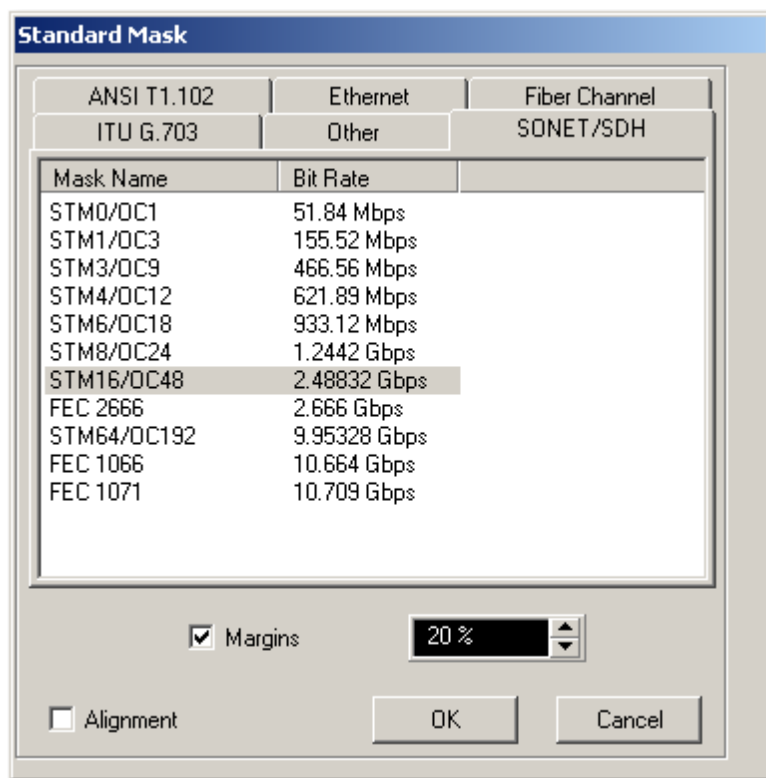 Standard Mask
ANSI T1.102 Ethernet Fiber Channel
ITU G.703 Other SONET/SDH
Mask Name Bit Rate
STM0/OC1 51.84 Mbps
STM1/OC3 155.52 Mbps
STM3/OC9 466.56 Mbps
STM4/OC12 621.89 Mbps
STM6/OC18 933.12 Mbps
STM8/OC24 1.2442 Gbps
STM16/OC48 2.48832 Gbps
FEC 2666 2.666 Gbps
STM64/OC192 9.95328 Gbps
FEC 1066 10.664 Gbps
FEC 1071 10.709 Gbps
Margins 20 %
Alignment OK Cancel